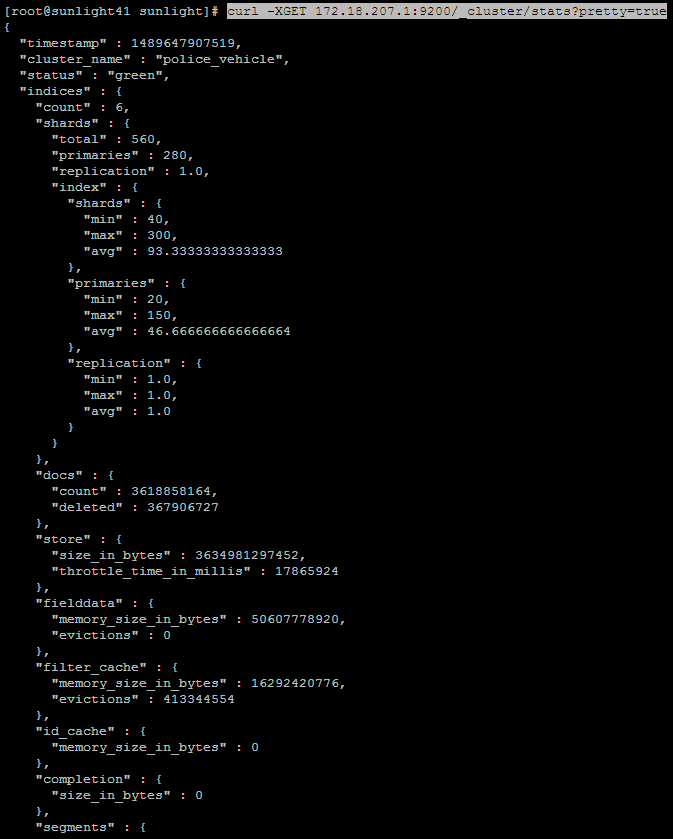 [root@sunlight41 sunlight]# curl -XGET 172.18.207.1:9200/_cluster/stats?pretty=true
{
  "timestamp" : 1489647907519,
  "cluster_name" : "police_vehicle",
  "status" : "green",
  "indices" : {
    "count" : 6,
    "shards" : {
      "total" : 560,
      "primaries" : 280,
      "replication" : 1.0,
      "index" : {
        "shards" : {
          "min" : 40,
          "max" : 300,
          "avg" : 93.33333333333333
        },
        "primaries" : {
          "min" : 20,
          "max" : 150,
          "avg" : 46.666666666666664
        },
        "replication" : {
          "min" : 1.0,
          "max" : 1.0,
          "avg" : 1.0
        }
      }
    },
    "docs" : {
      "count" : 3618858164,
      "deleted" : 367906727
    },
    "store" : {
      "size_in_bytes" : 3634981297452,
      "throttle_time_in_millis" : 17865924
    },
    "fielddata" : {
      "memory_size_in_bytes" : 50607778920,
      "evictions" : 0
    },
    "filter_cache" : {
      "memory_size_in_bytes" : 16292420776,
      "evictions" : 413344554
    },
    "id_cache" : {
      "memory_size_in_bytes" : 0
    },
    "completion" : {
      "size_in_bytes" : 0
    },
    "segments" : {